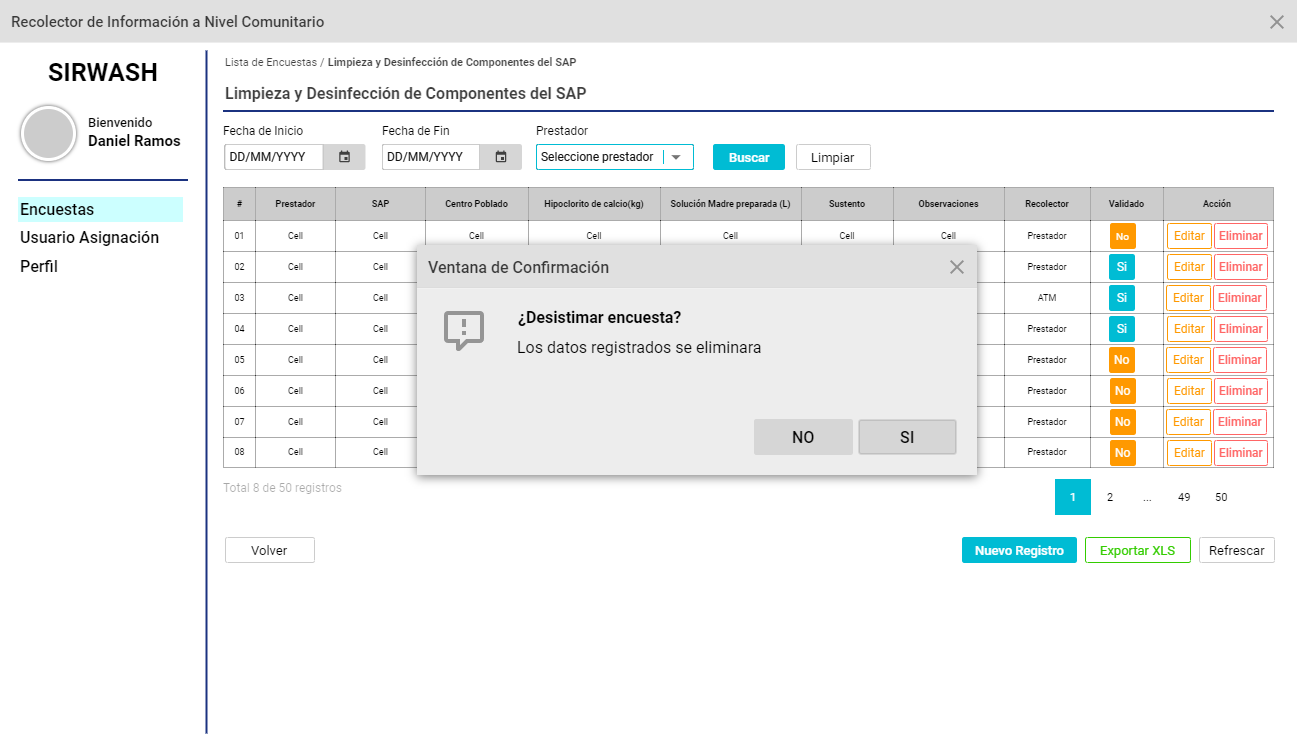 Recolector de Información a Nivel Comunitario
SIRWASH
Bienvenido
Daniel Ramos
Encuestas
Usuario Asignación
Perfil
Lista de Encuestas / Limpieza y Desinfección de Componentes del SAP
Limpieza y Desinfección de Componentes del SAP
Fecha de Inicio Fecha de Fin Prestador
DD/MM/YYYY DD/MM/YYYY Seleccione prestador Buscar Limpiar
# Prestador SAP Centro Poblado Hipoclorito de calcio(kg) Solución Madre preparada (L) Sustento Observaciones Recolector Validado Acción
01 Cell Cell Cell Cell Cell Cell Cell Prestador No Editar Eliminar
02 Cell Cell Prestador Si Editar Eliminar
03 Cell Cell ATM Si Editar Eliminar
04 Cell Cell Prestador Si Editar Eliminar
05 Cell Cell Prestador No Editar Eliminar
06 Cell Cell Prestador No Editar Eliminar
07 Cell Cell Prestador No Editar Eliminar
08 Cell Cell Prestador No Editar Eliminar
Ventana de Confirmación
¿Desistimar encuesta?
Los datos registrados se eliminara
NO SI
Total 8 de 50 registros
1 2 ... 49 50
Volver Nuevo Registro Exportar XLS Refrescar